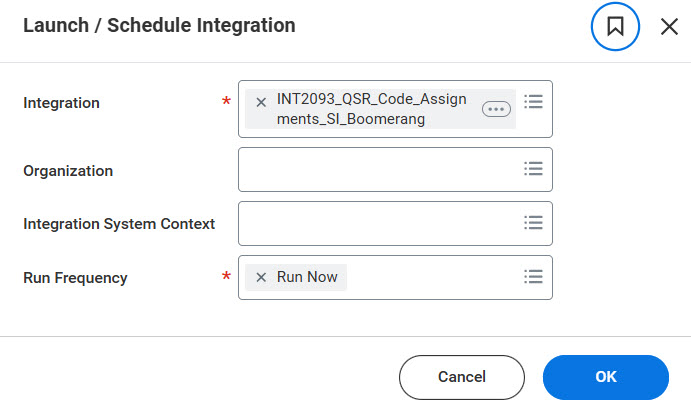 Launch / Schedule Integration
Integration *
INT2093_QSR_Code_Assign
ments_SI_Boomerang
Organization
Integration System Context
Run Frequency * Run Now
Cancel OK